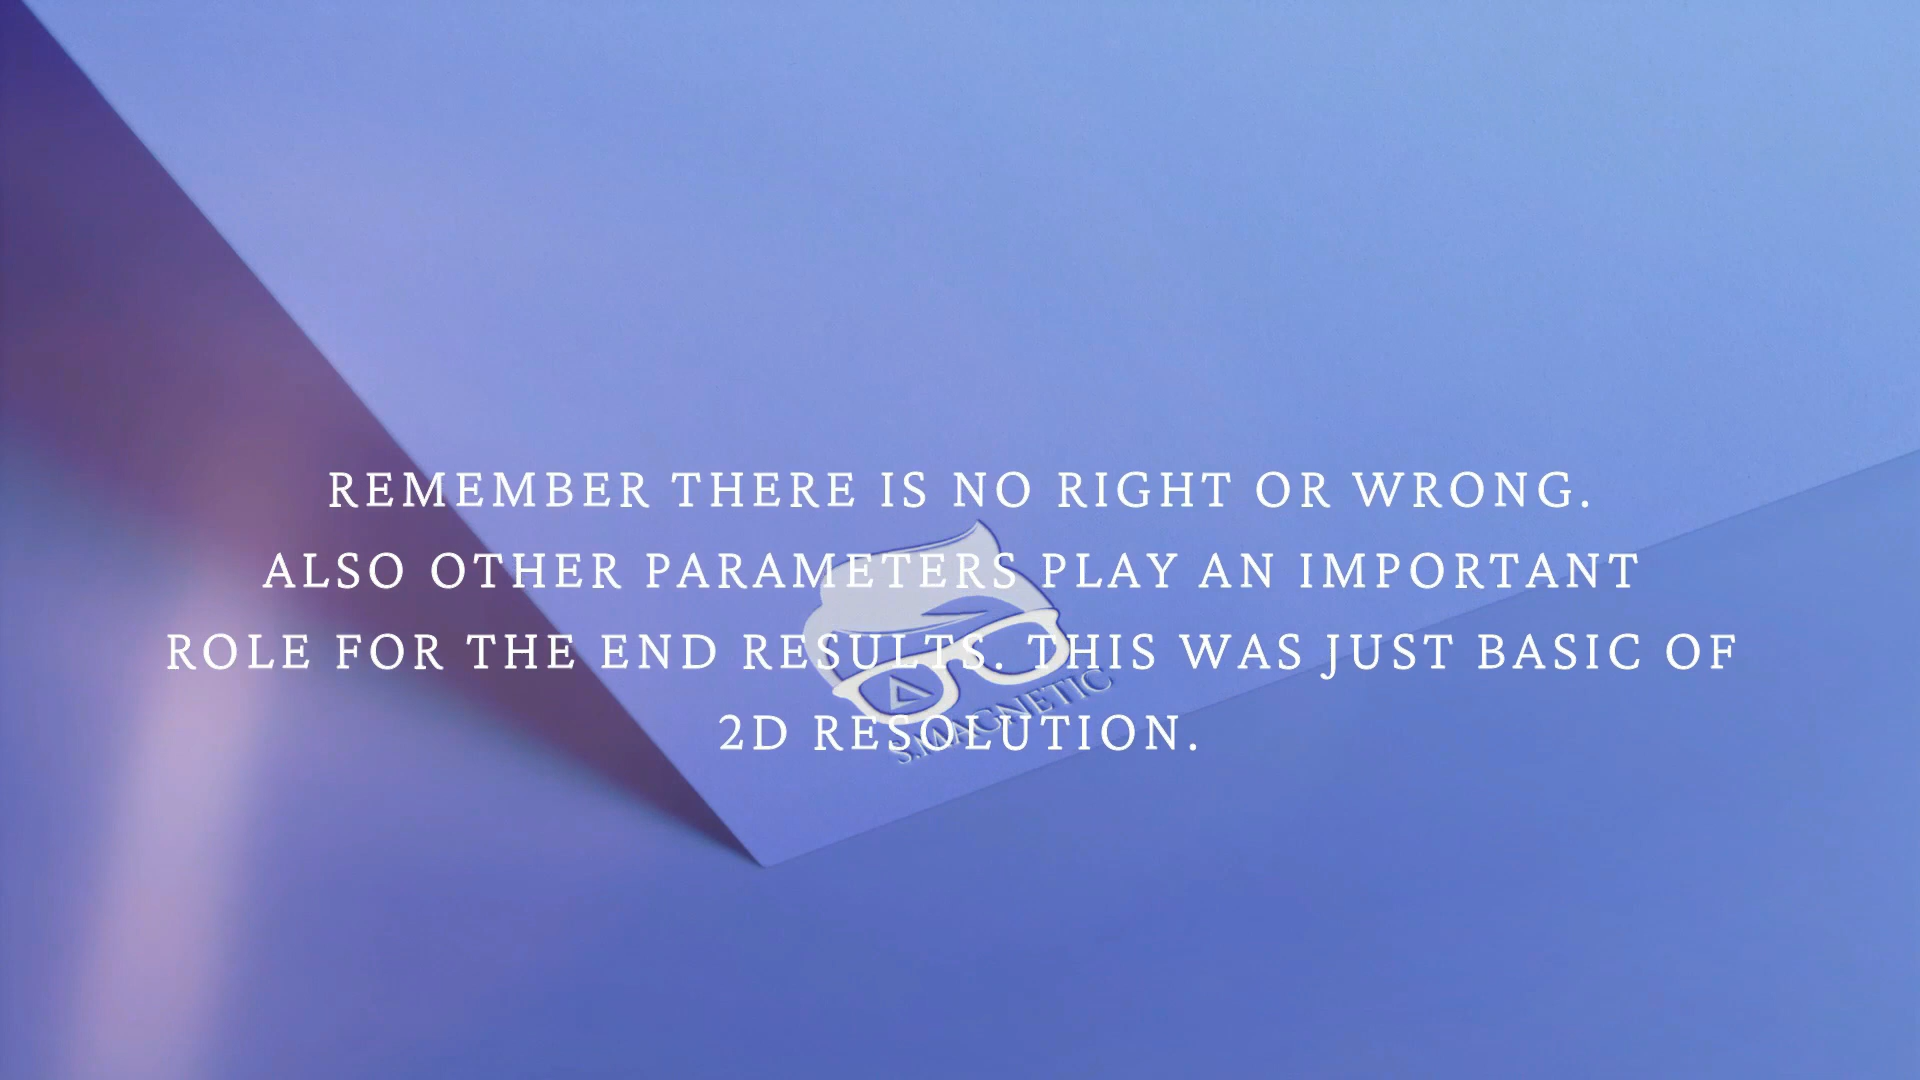 REMEMBER THERE IS NO RIGHT OR WRONG.
ALSO OTHER PARAMETERS PLAY AN IMPORTANT
ROLE FOR THE END RESULTS. THIS WAS JUST BASIC OF
2D RESOLUTION.
S.MAGNETIC